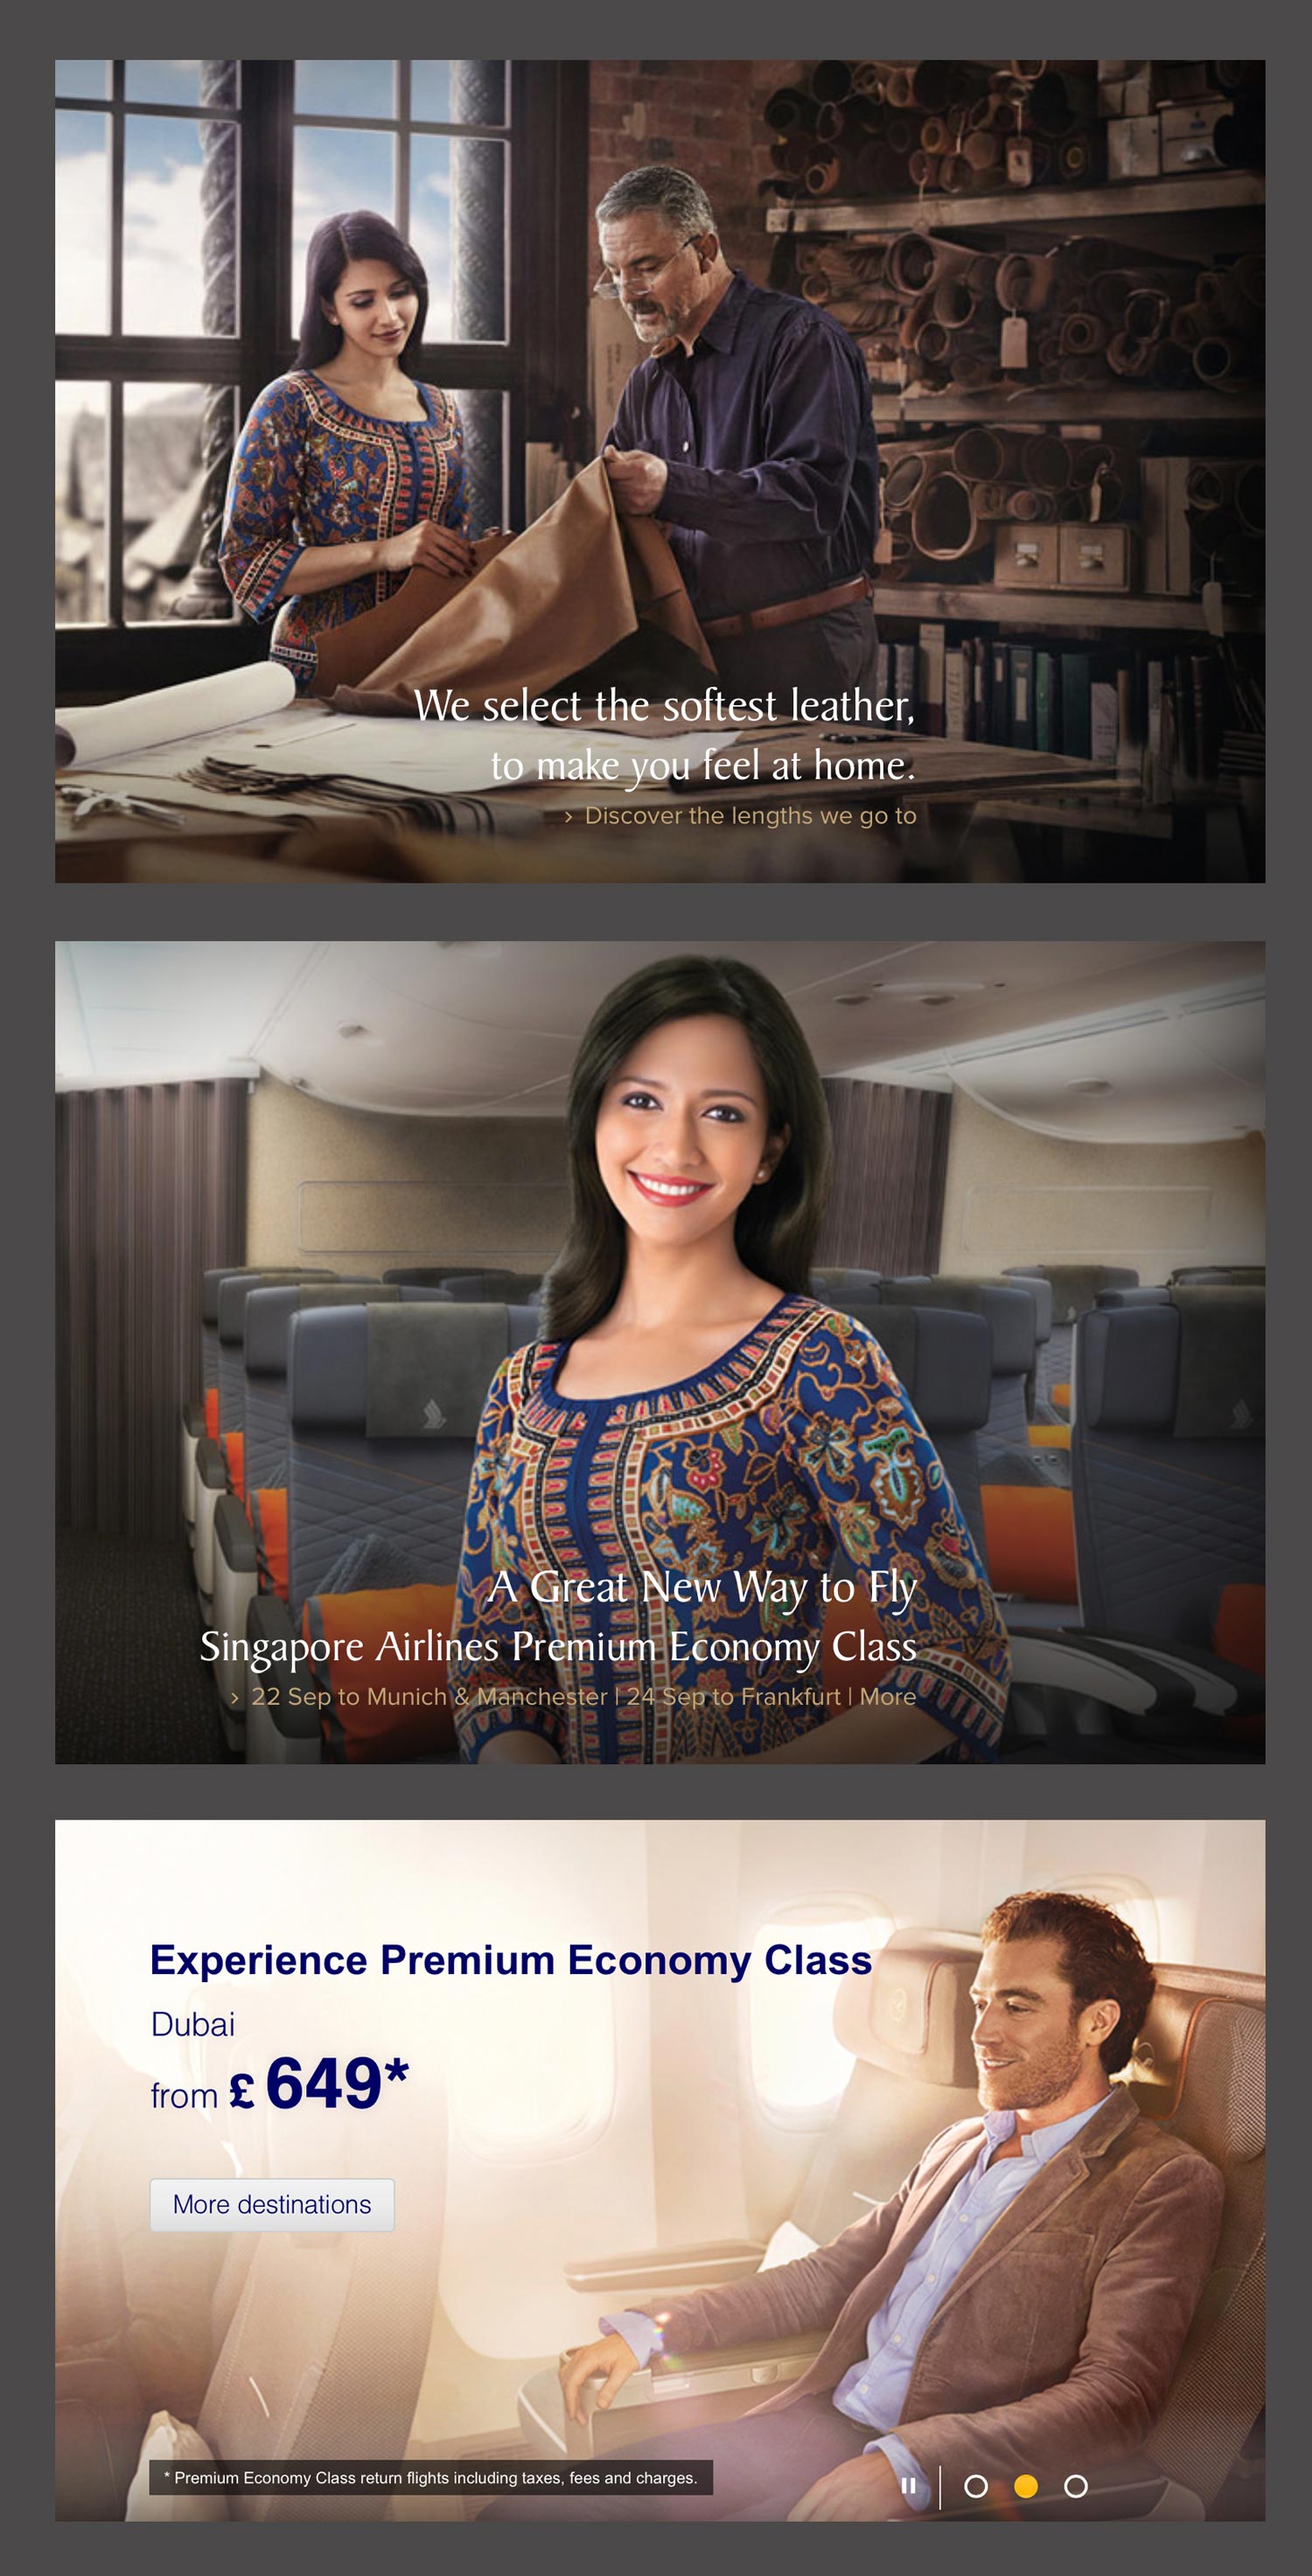 We select the softest leather,
to make you feel at home.
› Discover the lengths we go to
A Great New Way to Fly
Singapore Airlines Premium Economy Class
› 22 Sep to Munich & Manchester | 24 Sep to Frankfurt | More
Experience Premium Economy Class
Dubai
from £ 649*
More destinations
* Premium Economy Class return flights including taxes, fees and charges.